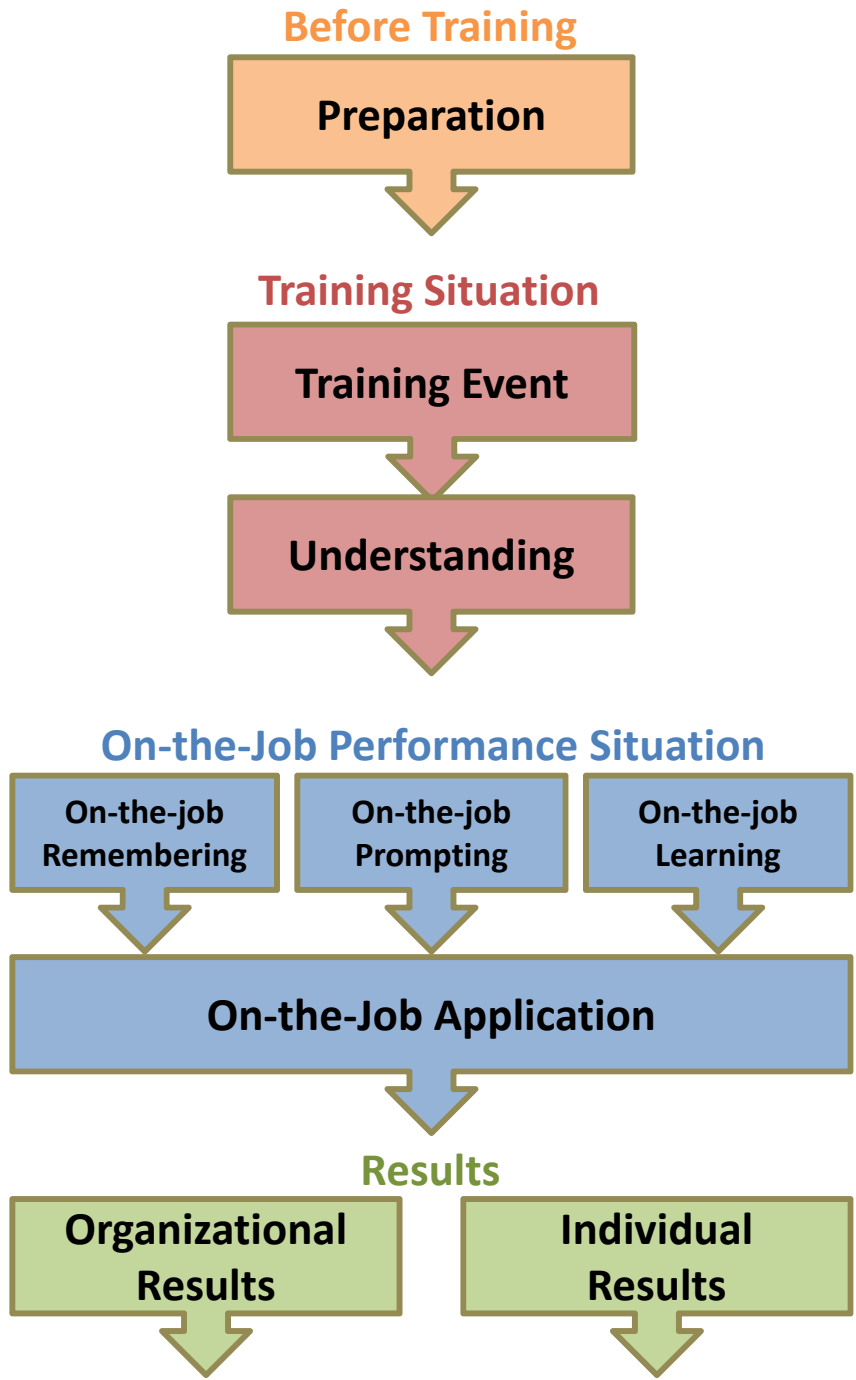 Before Training
Preparation
Training Situation
Training Event
Understanding
On-the-Job Performance Situation
On-the-job
Remembering
On-the-job
Prompting
On-the-job
Learning
On-the-Job Application
Results
Organizational
Results
Individual
Results